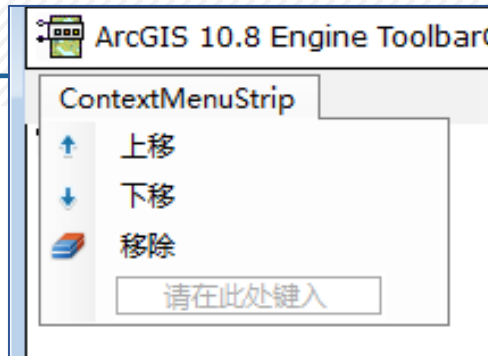 ArcGIS 10.8 Engine Toolbar
ContextMenuStrip
上移
下移
移除
请在此处键入